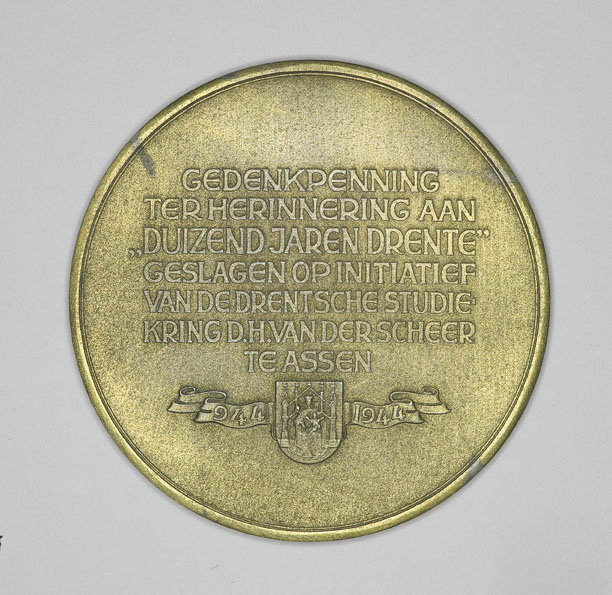 GEDENKPENNING
TER HERINNERING AAN
„DUIZEND JAREN DRENTE"
GESLAGEN OP INITIATIEF
VAN DE DRENTSCHE STUDIE-
KRING D.H. VAN DER SCHEER
TE ASSEN
944 1944